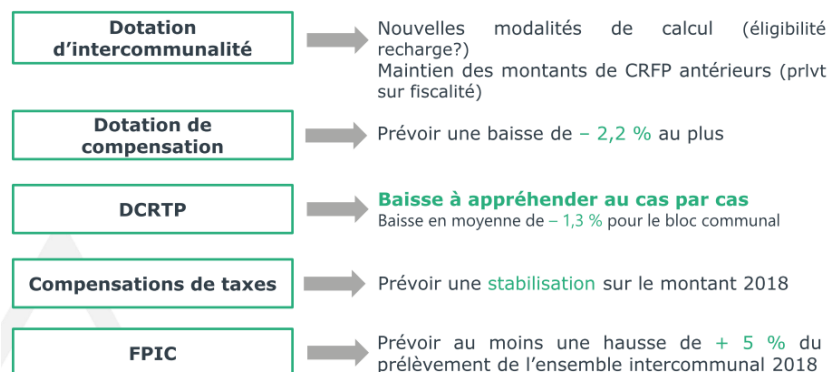 Dotation
d'intercommunalité
Nouvelles modalités de calcul (éligibilité
recharge?)
Maintien des montants de CRFP antérieurs (prlvt
sur fiscalité)
Dotation de
compensation
Prévoir une baisse de – 2,2 % au plus
DCRTP
Baisse à appréhender au cas par cas
Baisse en moyenne de – 1,3 % pour le bloc communal
Compensations de taxes
Prévoir une stabilisation sur le montant 2018
FPIC
Prévoir au moins une hausse de + 5 % du
prélèvement de l'ensemble intercommunal 2018